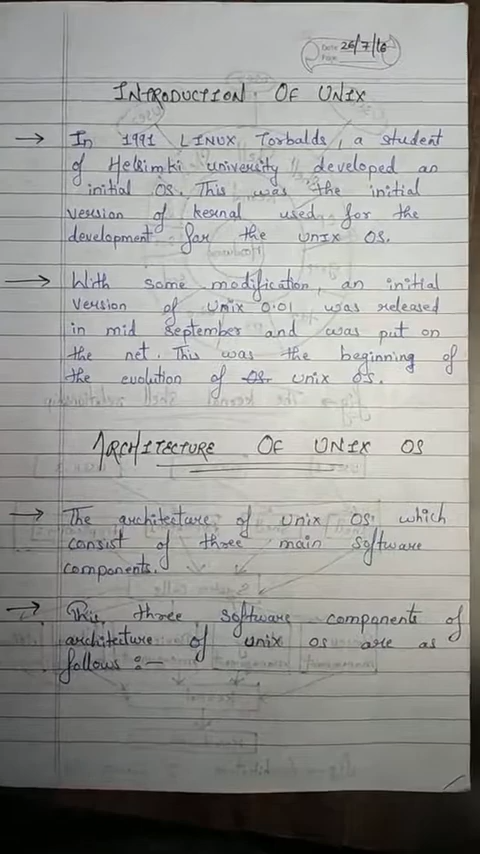 Date 26/7/16
Page
INTRODUCTION OF UNIX
→ In 1991 LINUX Torbalds, a student
of Helsimki university developed an
initial OS. This was the initial
version of kernal used for the
development far the UNIX OS.
→ With some modification, an initial
version of Unix 0.01 was released
in mid September and was put on
the net. This was the beginning of
the evolution of OS Unix OS.
ARCHITECTURE OF UNIX OS
→ The architecture of Unix OS which
consist of three main software
components.
→ This three software components of
architecture of unix os are as
follows :-